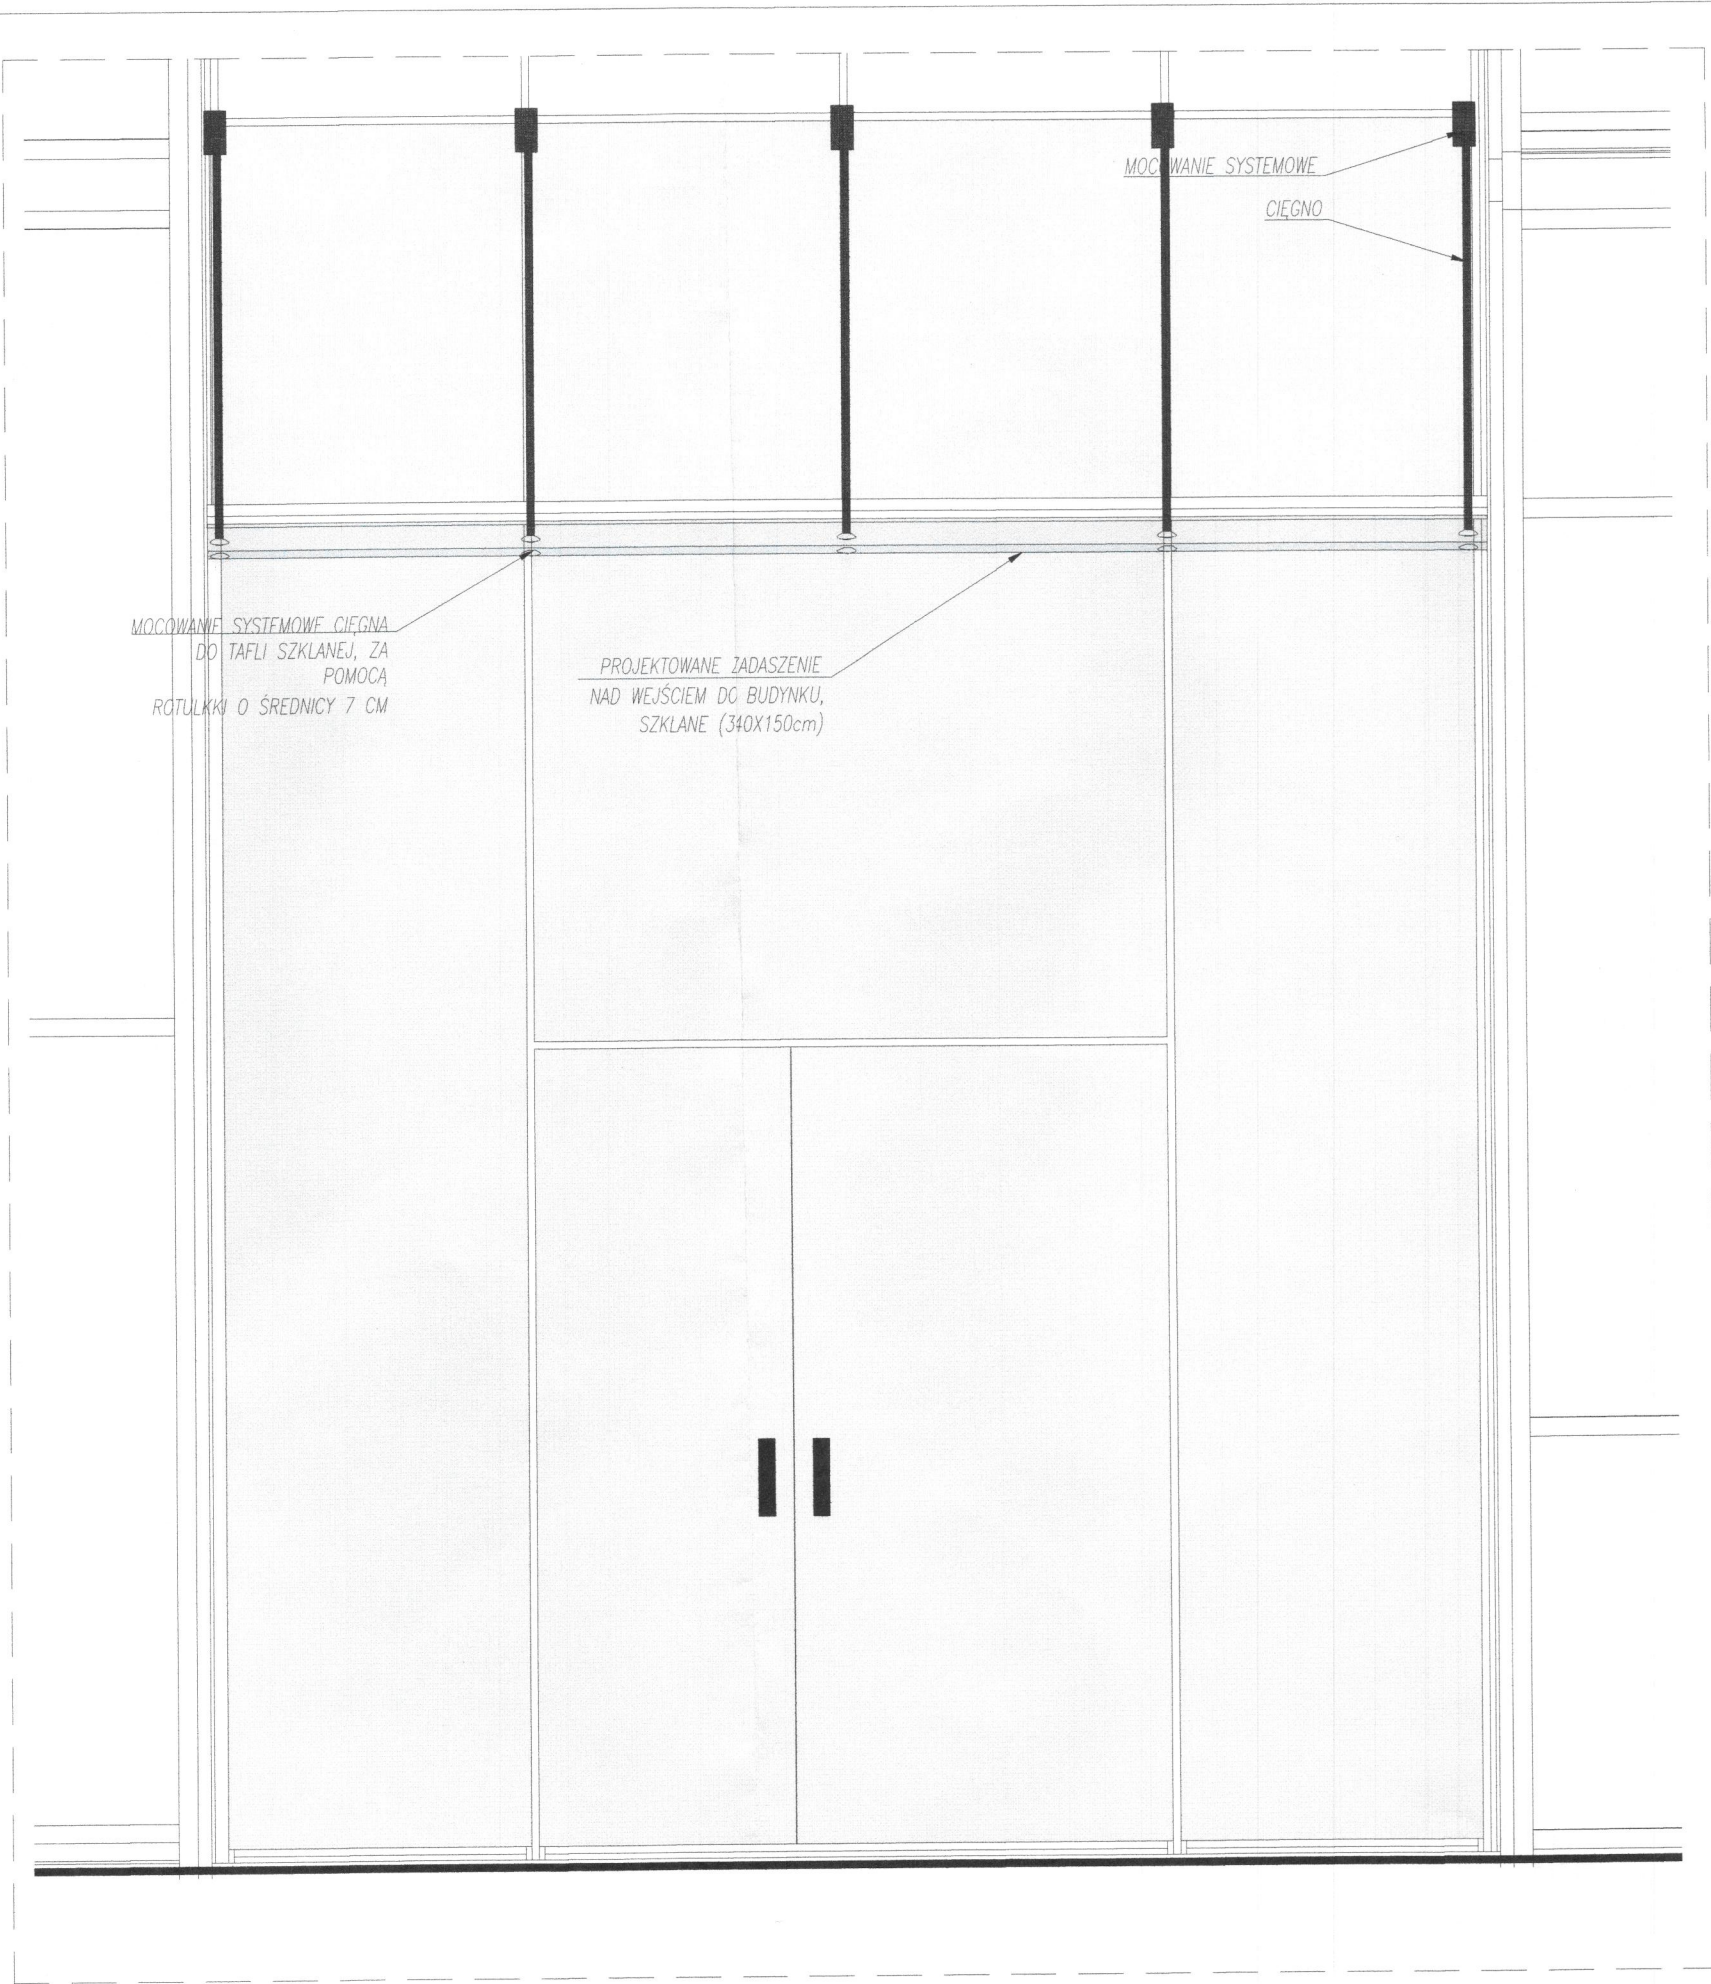 MOCOWANIE SYSTEMOWE
CIĘGNO
MOCOWANIE SYSTEMOWE CIĘGNA
DO TAFLI SZKLANEJ, ZA
POMOCĄ
ROTULKKI O ŚREDNICY 7 CM
PROJEKTOWANE ZADASZENIE
NAD WEJŚCIEM DO BUDYNKU,
SZKLANE (340X150cm)